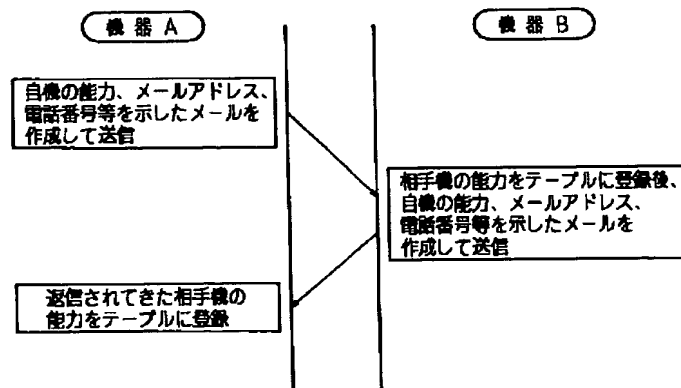 機器A
機器B
自機の能力、メールアドレス、
電話番号等を示したメールを
作成して送信
相手機の能力をテーブルに登録後、
自機の能力、メールアドレス、
電話番号等を示したメールを
作成して送信
返信されてきた相手機の
能力をテーブルに登録